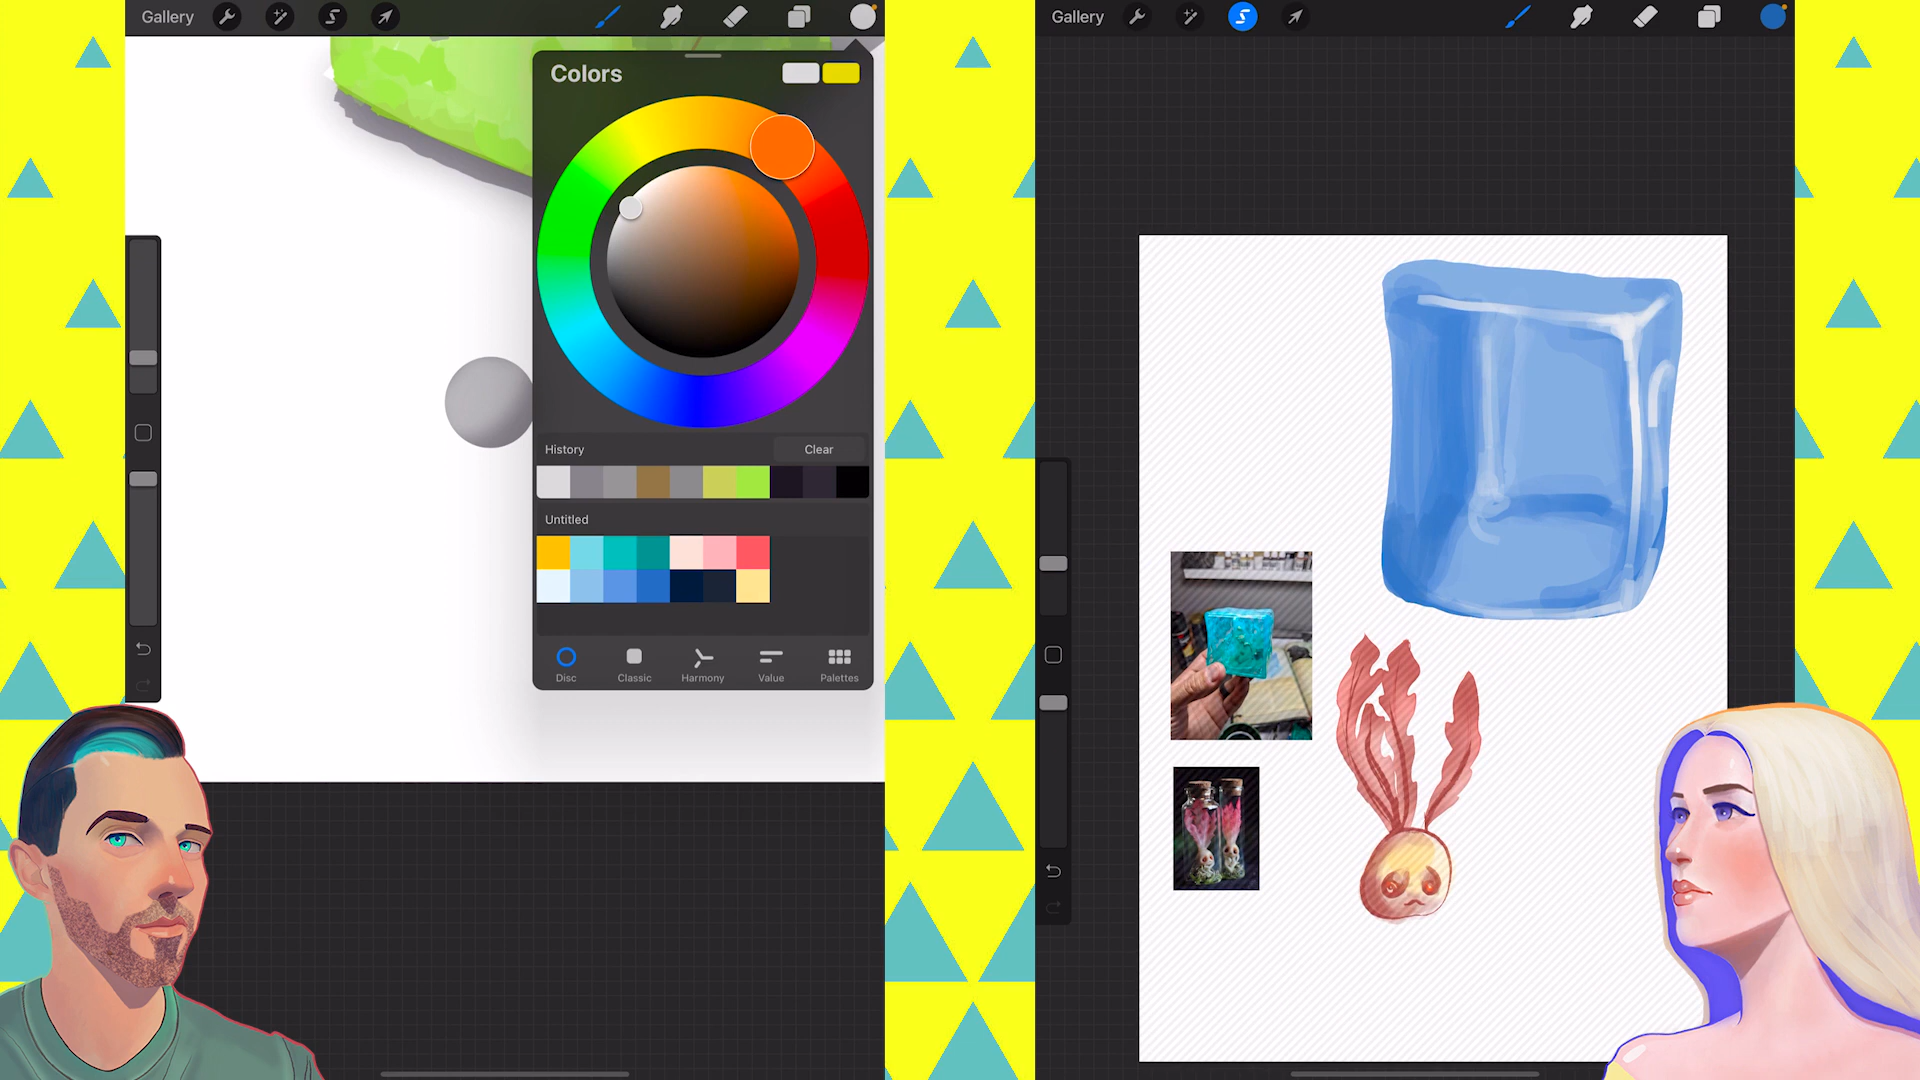 Gallery
Colors
History
Clear
Untitled
Disc
Classic
Harmony
Value
Palettes
Gallery